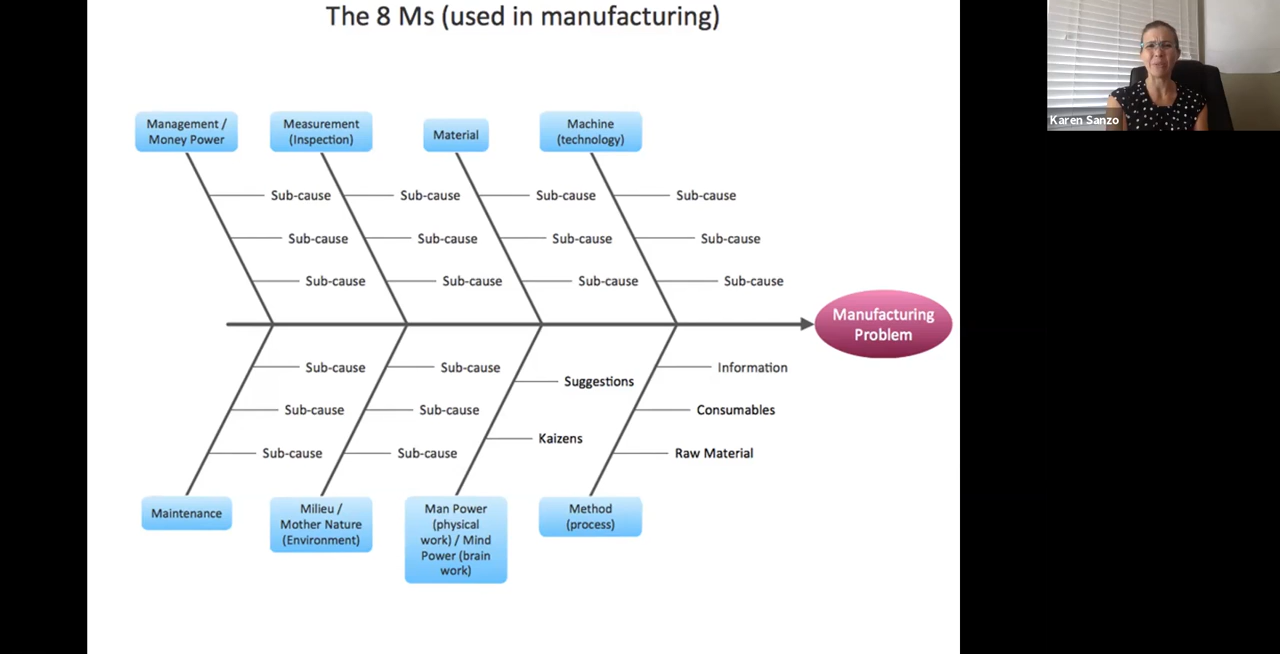 The 8 Ms (used in manufacturing)
Karen Sanzo
Management /
Money Power
Measurement
(Inspection)
Material
Machine
(technology)
Sub-cause
Sub-cause
Sub-cause
Sub-cause
Sub-cause
Sub-cause
Sub-cause
Sub-cause
Sub-cause
Sub-cause
Sub-cause
Sub-cause
Manufacturing
Problem
Sub-cause
Sub-cause
Suggestions
Information
Sub-cause
Sub-cause
Kaizens
Consumables
Sub-cause
Sub-cause
Raw Material
Maintenance
Milieu /
Mother Nature
(Environment)
Man Power
(physical
work) / Mind
Power (brain
work)
Method
(process)